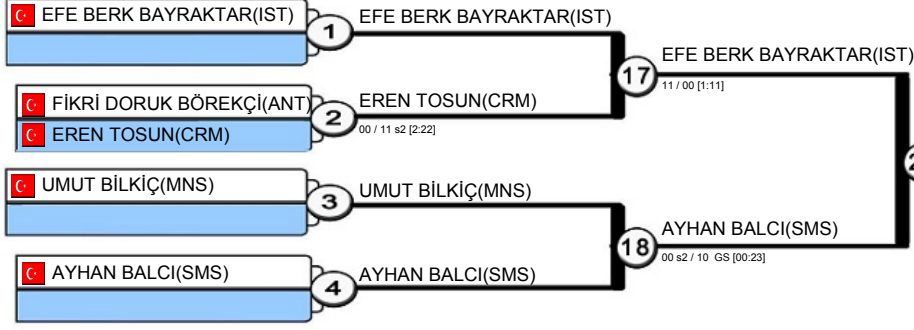 EFE BERK BAYRAKTAR(IST)
1
EFE BERK BAYRAKTAR(IST)
17
EFE BERK BAYRAKTAR(IST)
11 / 00 [1:11]
FİKRİ DORUK BÖREKÇİ(ANT)
EREN TOSUN(CRM)
2
EREN TOSUN(CRM)
00 / 11 s2 [2:22]
UMUT BİLKİÇ(MNS)
3
UMUT BİLKİÇ(MNS)
18
AYHAN BALCI(SMS)
00 s2 / 10 GS [00:23]
AYHAN BALCI(SMS)
4
AYHAN BALCI(SMS)